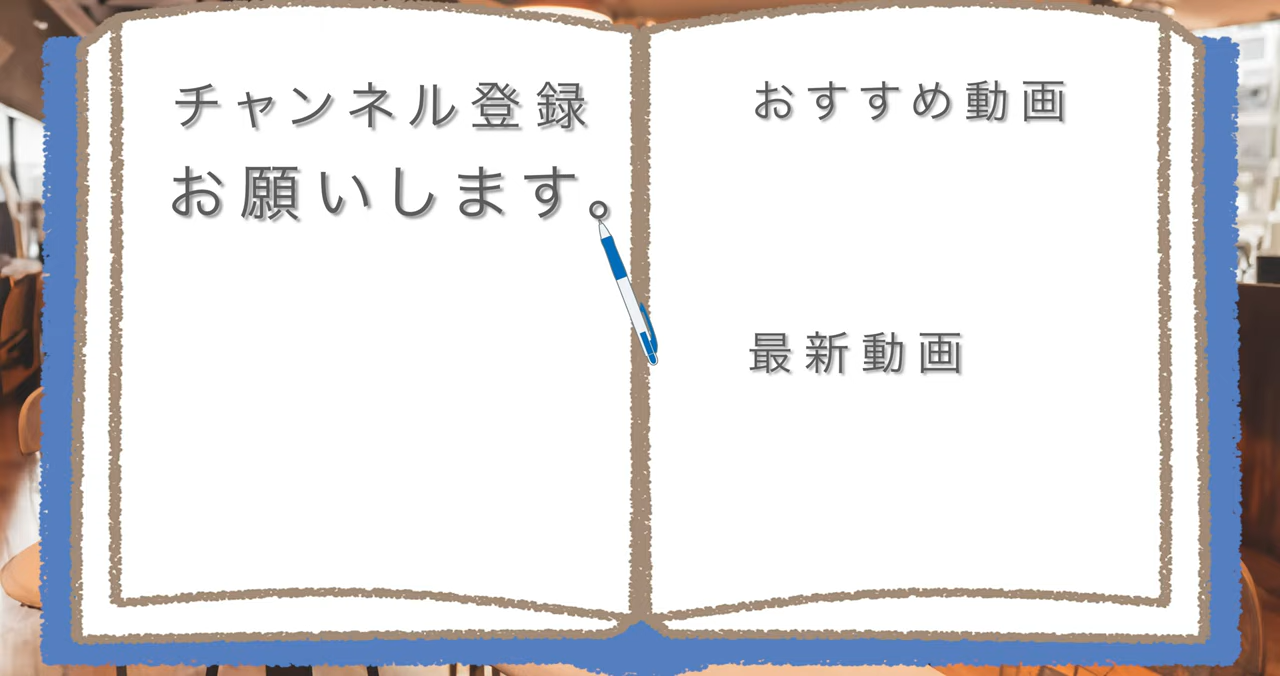 チャンネル登録
お願いします。
おすすめ動画
最新動画